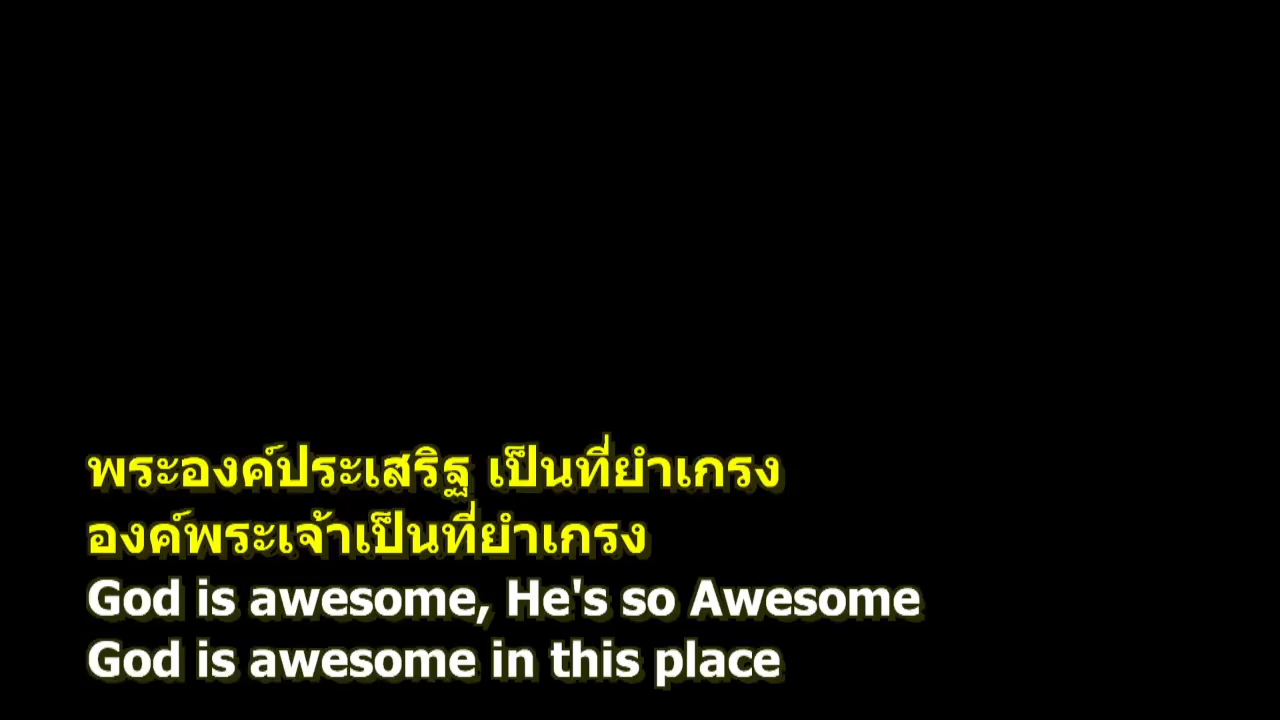 พระองค์ประเสริฐ เป็นที่ยำเกรง
องค์พระเจ้าเป็นที่ยำเกรง
God is awesome, He's so Awesome
God is awesome in this place